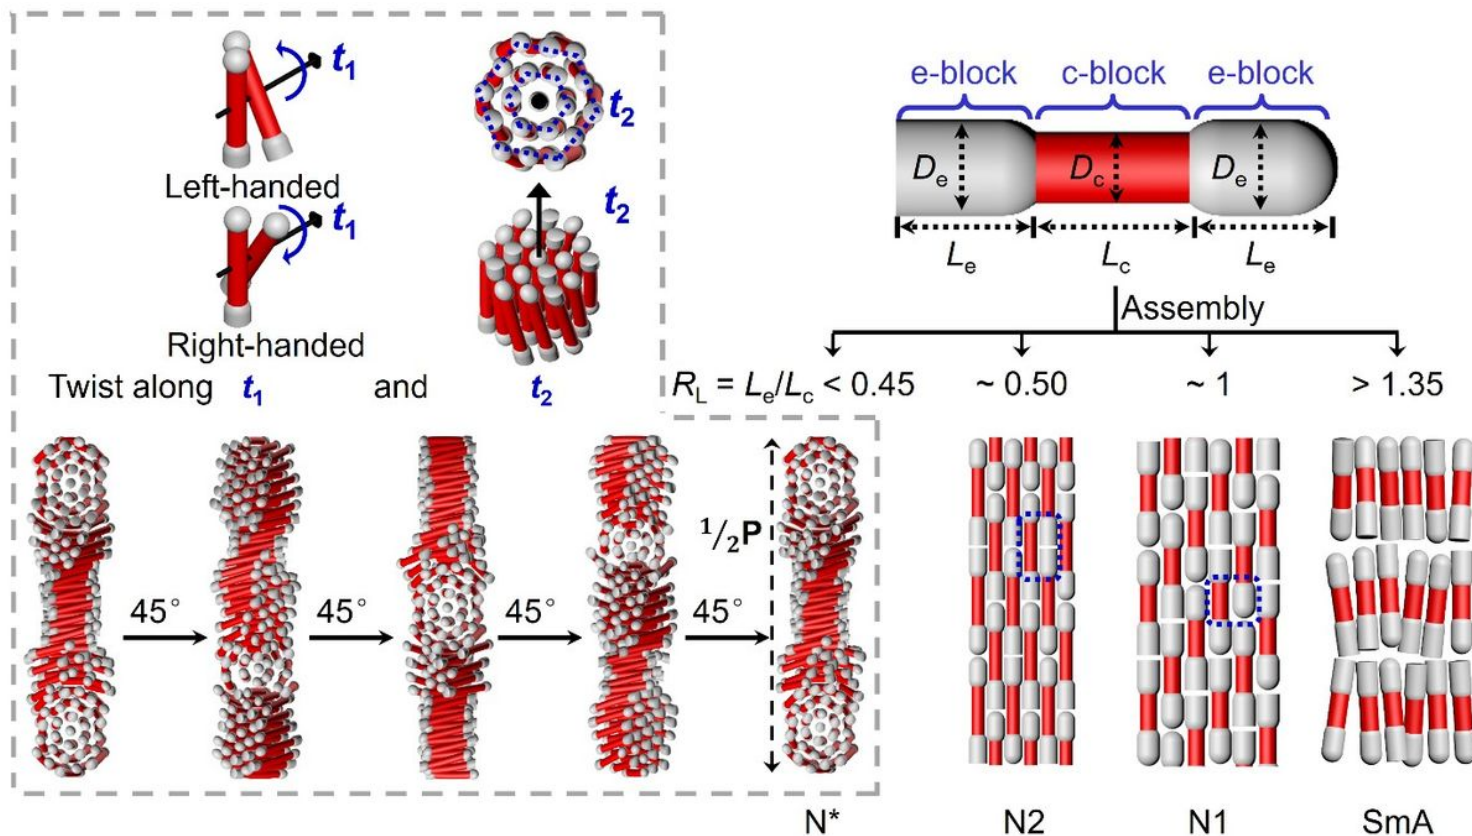 e-block c-block e-block
t1
t2
De Dc De
Left-handed
t1
t2
Le Lc Le
Right-handed
Assembly
Twist along t1 and t2
RL = Le/Lc < 0.45 ~ 0.50 ~ 1 > 1.35
1/2P
45° 45° 45° 45°
N* N2 N1 SmA